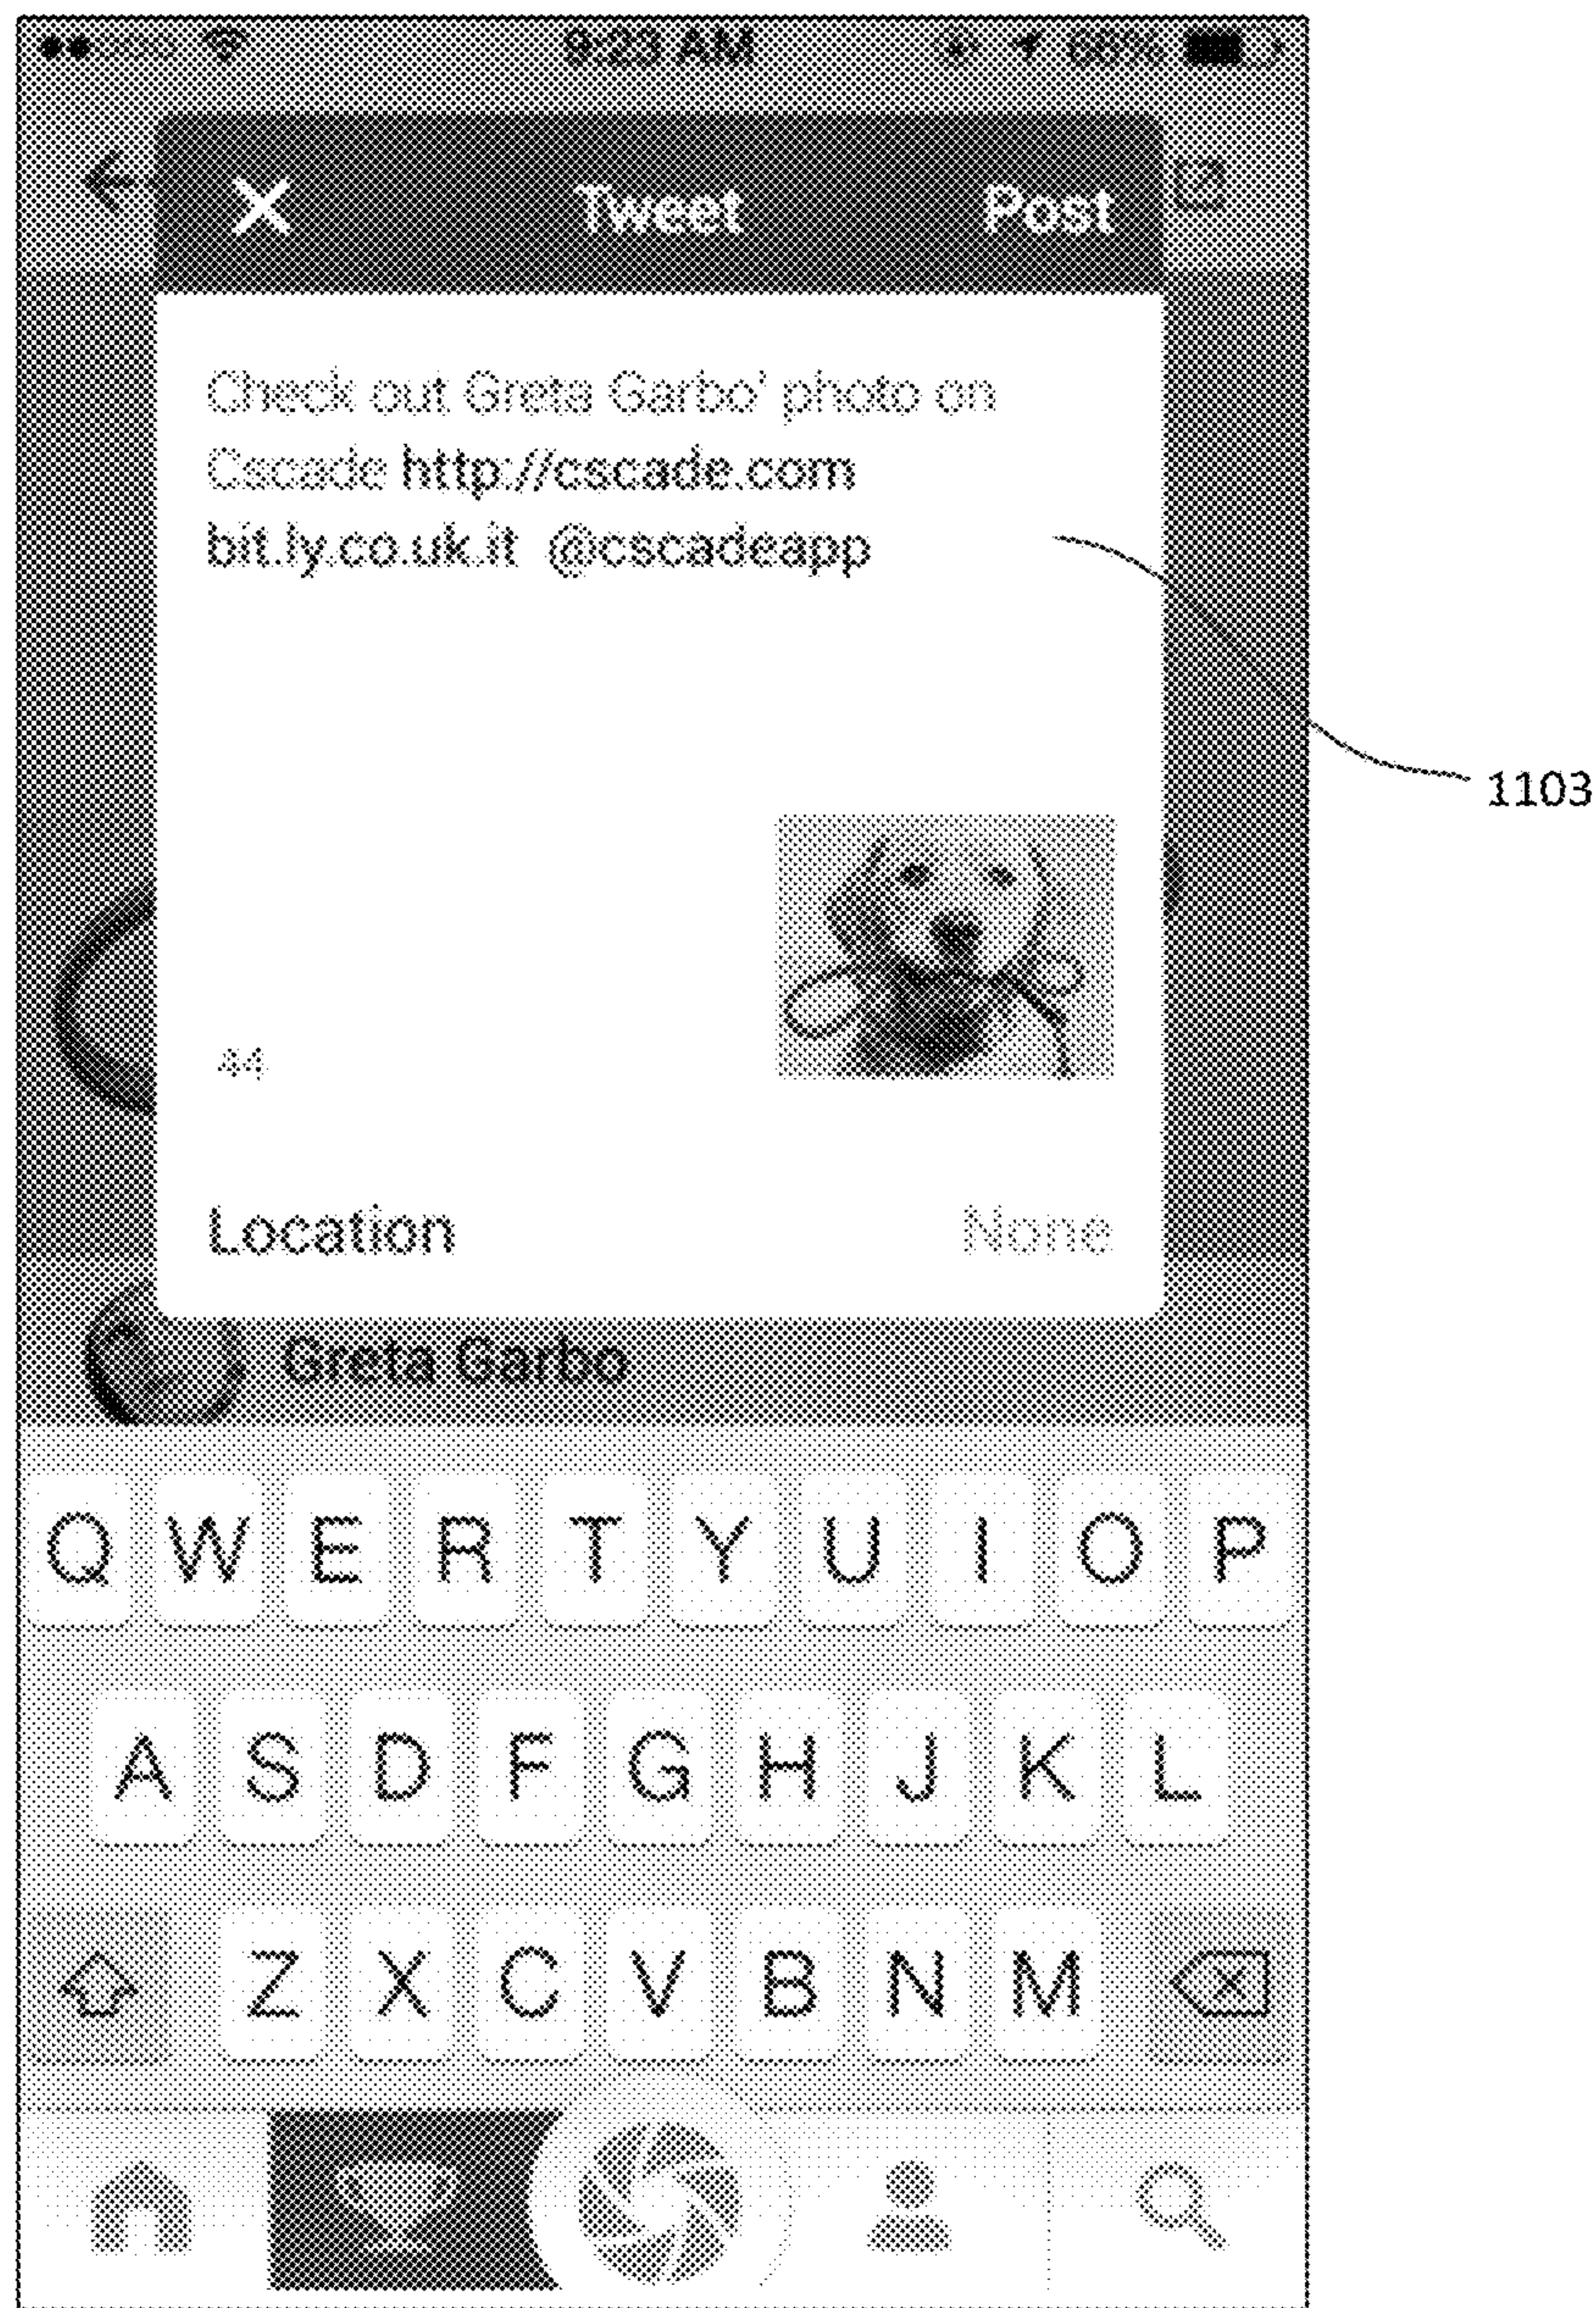 9:23 AM 68%
Tweet Post
Check out Greta Garbo' photo on
Cscade http://cscade.com
bit.ly.co.uk.it @cscadeapp
1103
44
Location None
Greta Garbo
Q W E R T Y U I O P
A S D F G H J K L
Z X C V B N M